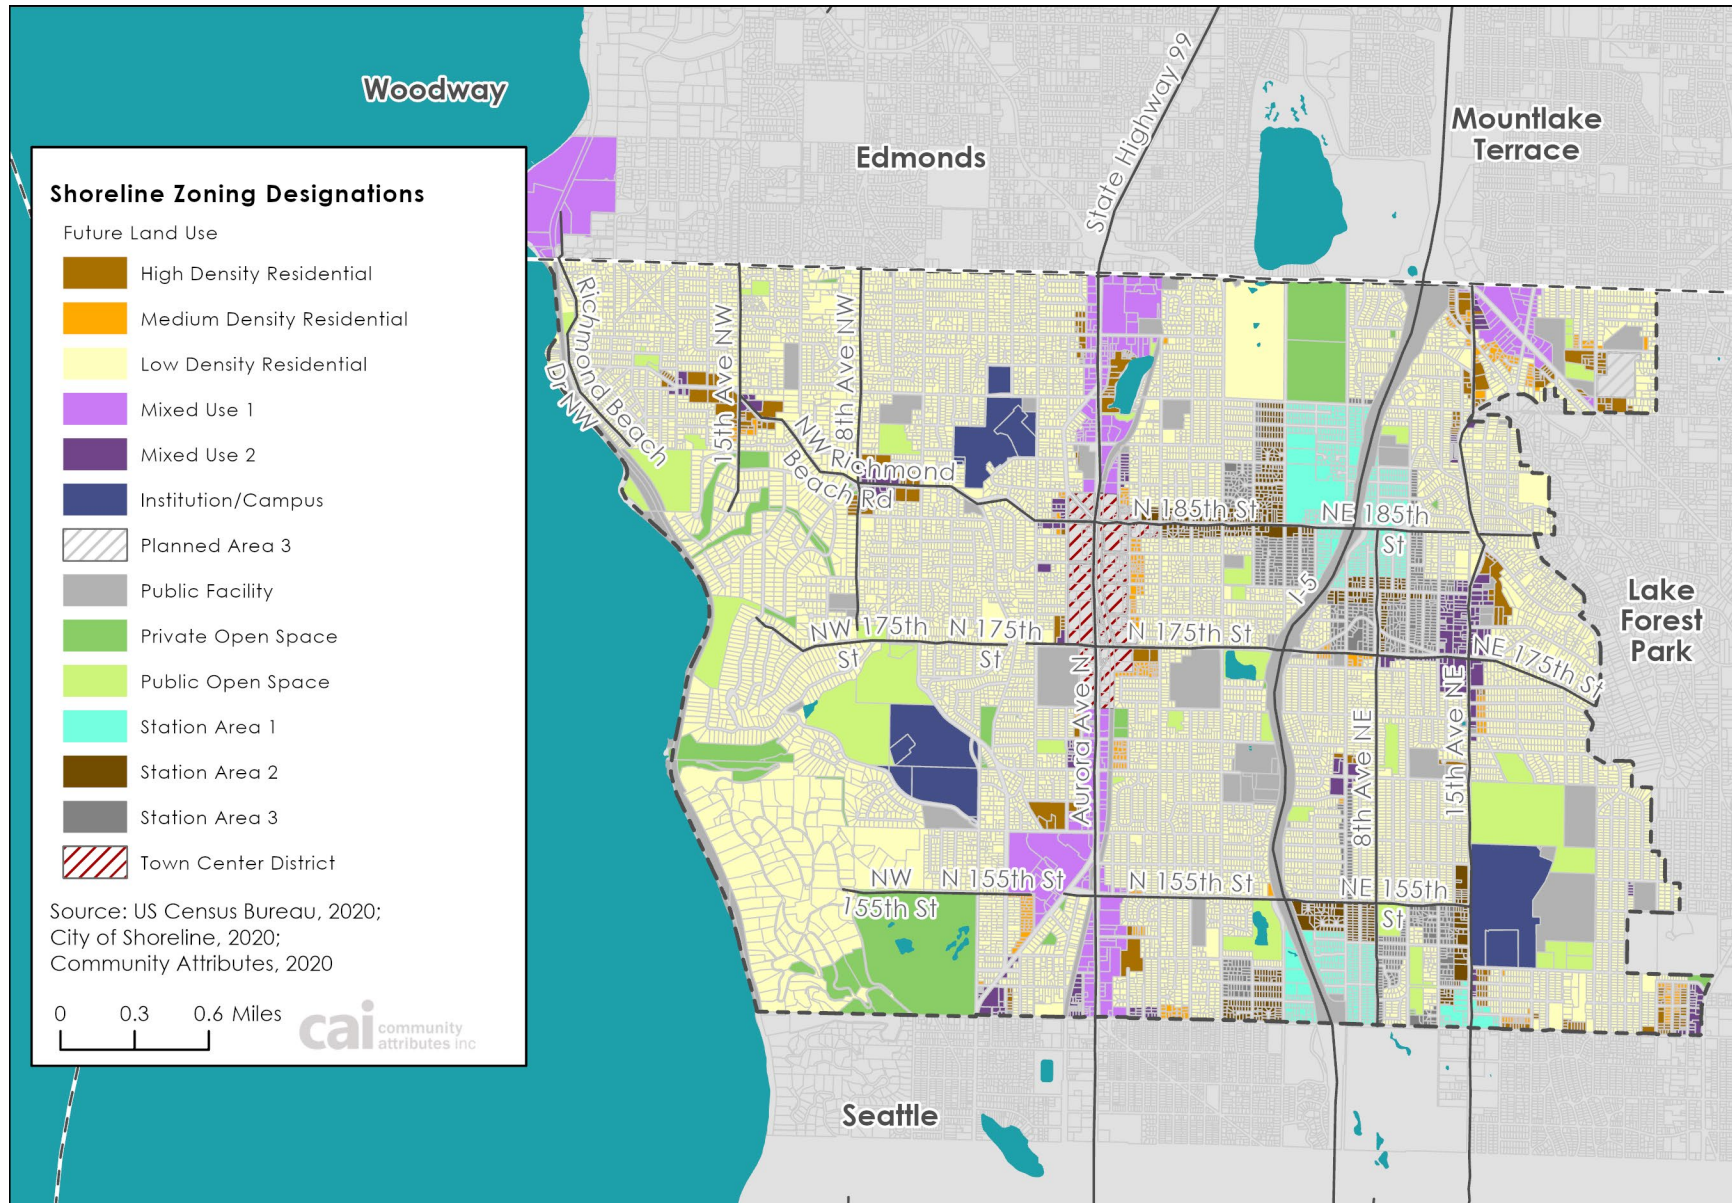 Woodway
Edmonds
State Highway 99
Mountlake
Terrace
Shoreline Zoning Designations
Future Land Use
High Density Residential
Medium Density Residential
Low Density Residential
Mixed Use 1
Mixed Use 2
Institution/Campus
Planned Area 3
Public Facility
Private Open Space
Public Open Space
Station Area 1
Station Area 2
Station Area 3
Town Center District
Source: US Census Bureau, 2020;
City of Shoreline, 2020;
Community Attributes, 2020
0 0.3 0.6 Miles
cai community
attributes inc
Richmond Beach
Dr NW
15th Ave NW
8th Ave NW
NW Richmond
Beach Rd
N 185th St
NE 185th
St
I-5
Lake
Forest
Park
NW 175th
St
N 175th
St
N 175th St
NE 175th St
Aurora Ave N
8th Ave NE
15th Ave NE
NW
155th St
N 155th St
N 155th St
NE 155th
St
Seattle